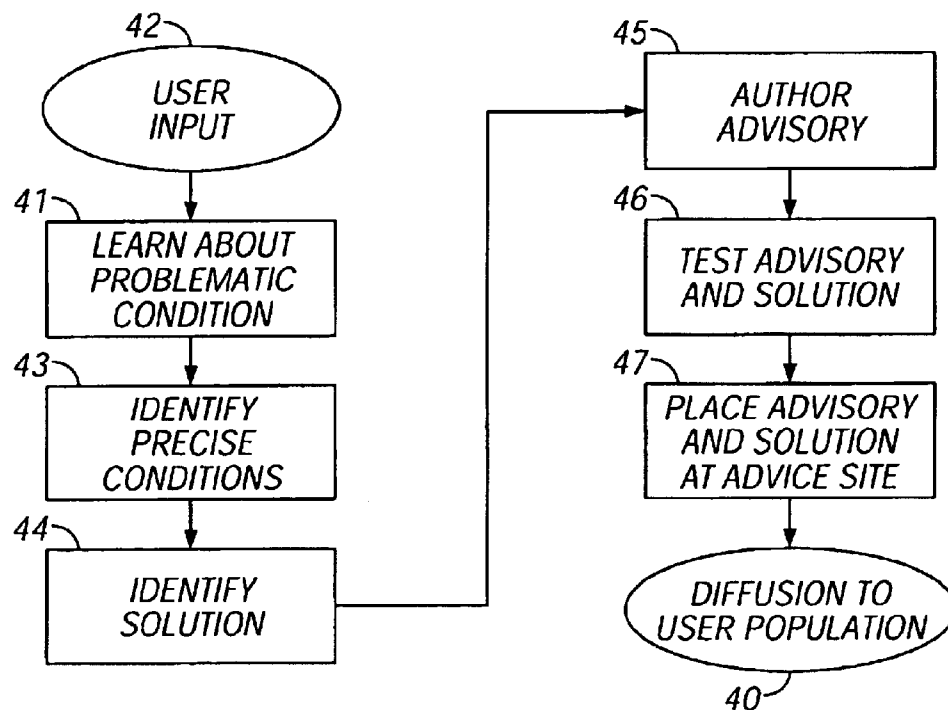 42
USER
INPUT
41
LEARN ABOUT
PROBLEMATIC
CONDITION
43
IDENTIFY
PRECISE
CONDITIONS
44
IDENTIFY
SOLUTION
45
AUTHOR
ADVISORY
46
TEST ADVISORY
AND SOLUTION
47
PLACE ADVISORY
AND SOLUTION
AT ADVICE SITE
DIFFUSION TO
USER POPULATION
40